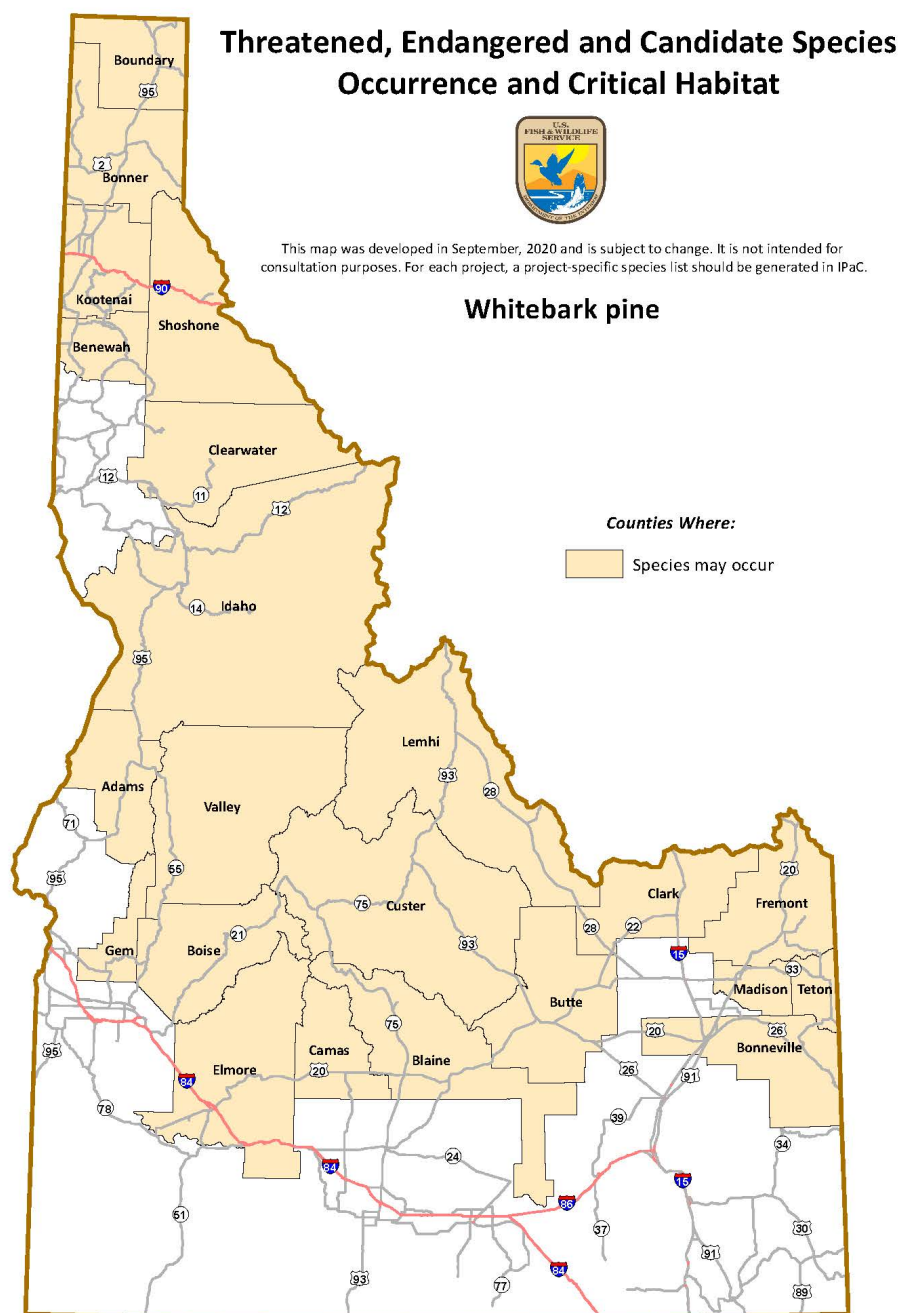 Threatened, Endangered and Candidate Species
Occurrence and Critical Habitat
U.S.
FISH & WILDLIFE
SERVICE
DEPARTMENT OF THE INTERIOR
This map was developed in September, 2020 and is subject to change. It is not intended for
consultation purposes. For each project, a project-specific species list should be generated in IPaC.
Whitebark pine
Counties Where:
Species may occur
Boundary
95
2
Bonner
90
Kootenai
Shoshone
Benewah
Clearwater
12
11
12
14
Idaho
95
Lemhi
93
28
Adams
Valley
71
55
95
20
Clark
Fremont
75
Custer
28
22
21
93
Gem
Boise
15
33
Madison
Teton
Butte
75
20
26
95
Camas
Bonneville
Blaine
20
Elmore
26
91
84
78
39
34
24
84
15
86
51
37
30
91
84
93
77
89